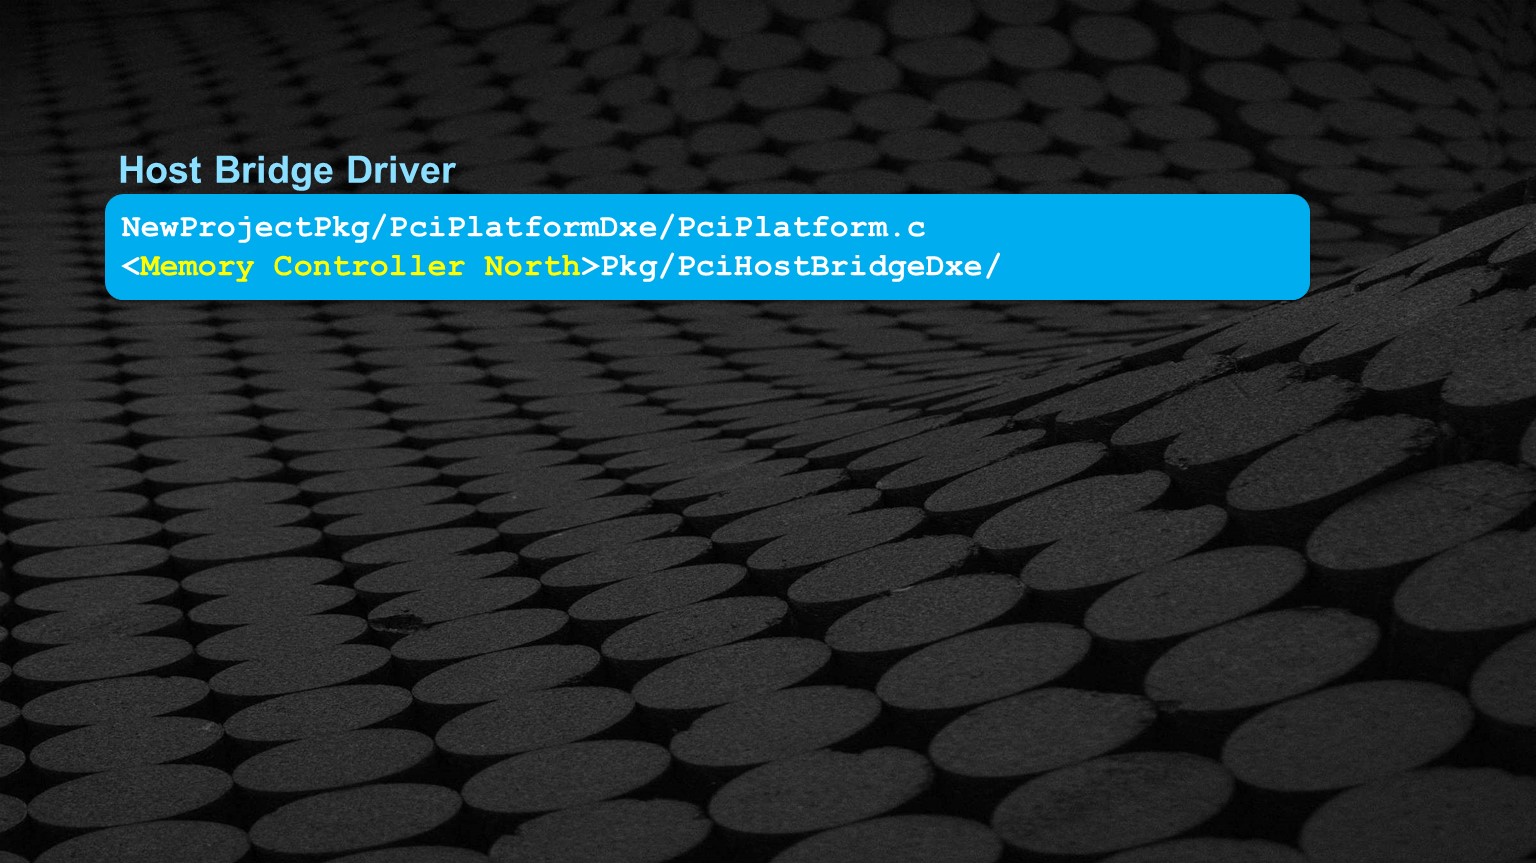 Host Bridge Driver
NewProjectPkg/PciPlatformDxe/PciPlatform.c
<Memory Controller North>Pkg/PciHostBridgeDxe/